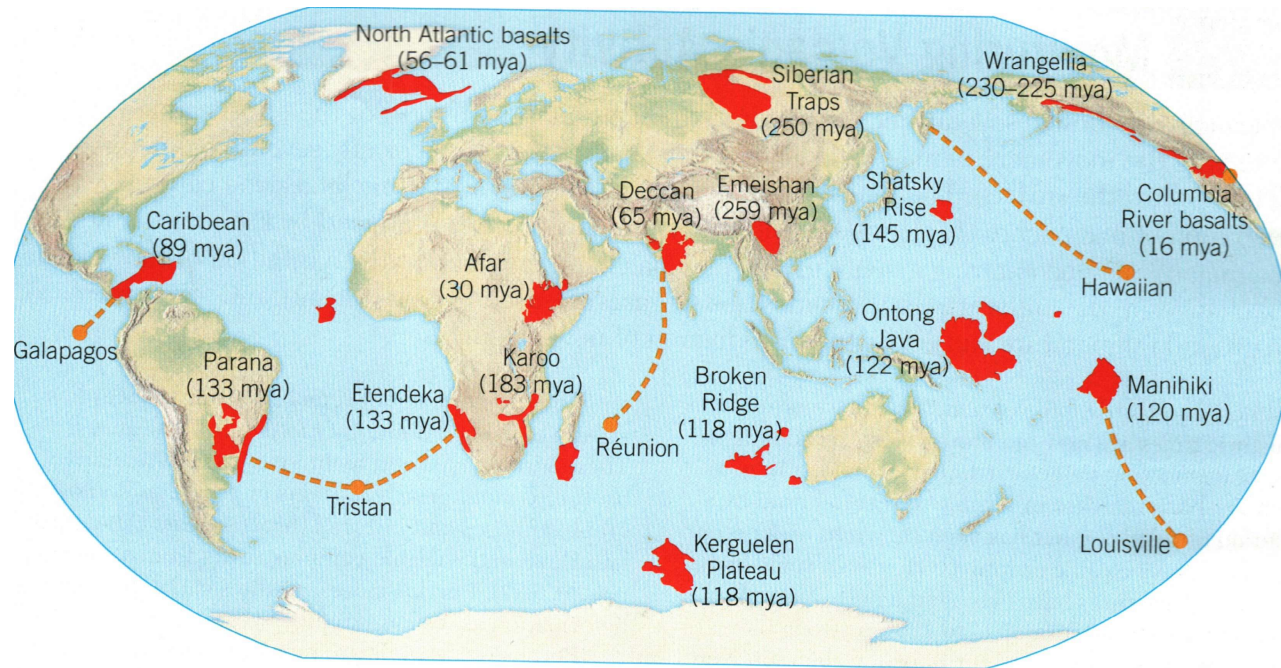 North Atlantic basalts
(56–61 mya)
Siberian
Traps
(250 mya)
Wrangellia
(230–225 mya)
Caribbean
(89 mya)
Deccan
(65 mya)
Emeishan
(259 mya)
Shatsky
Rise
(145 mya)
Columbia
River basalts
(16 mya)
Afar
(30 mya)
Hawaiian
Galapagos
Ontong
Java
(122 mya)
Parana
(133 mya)
Karoo
(183 mya)
Etendeka
(133 mya)
Broken
Ridge
(118 mya)
Manihiki
(120 mya)
Réunion
Tristan
Kerguelen
Plateau
(118 mya)
Louisville